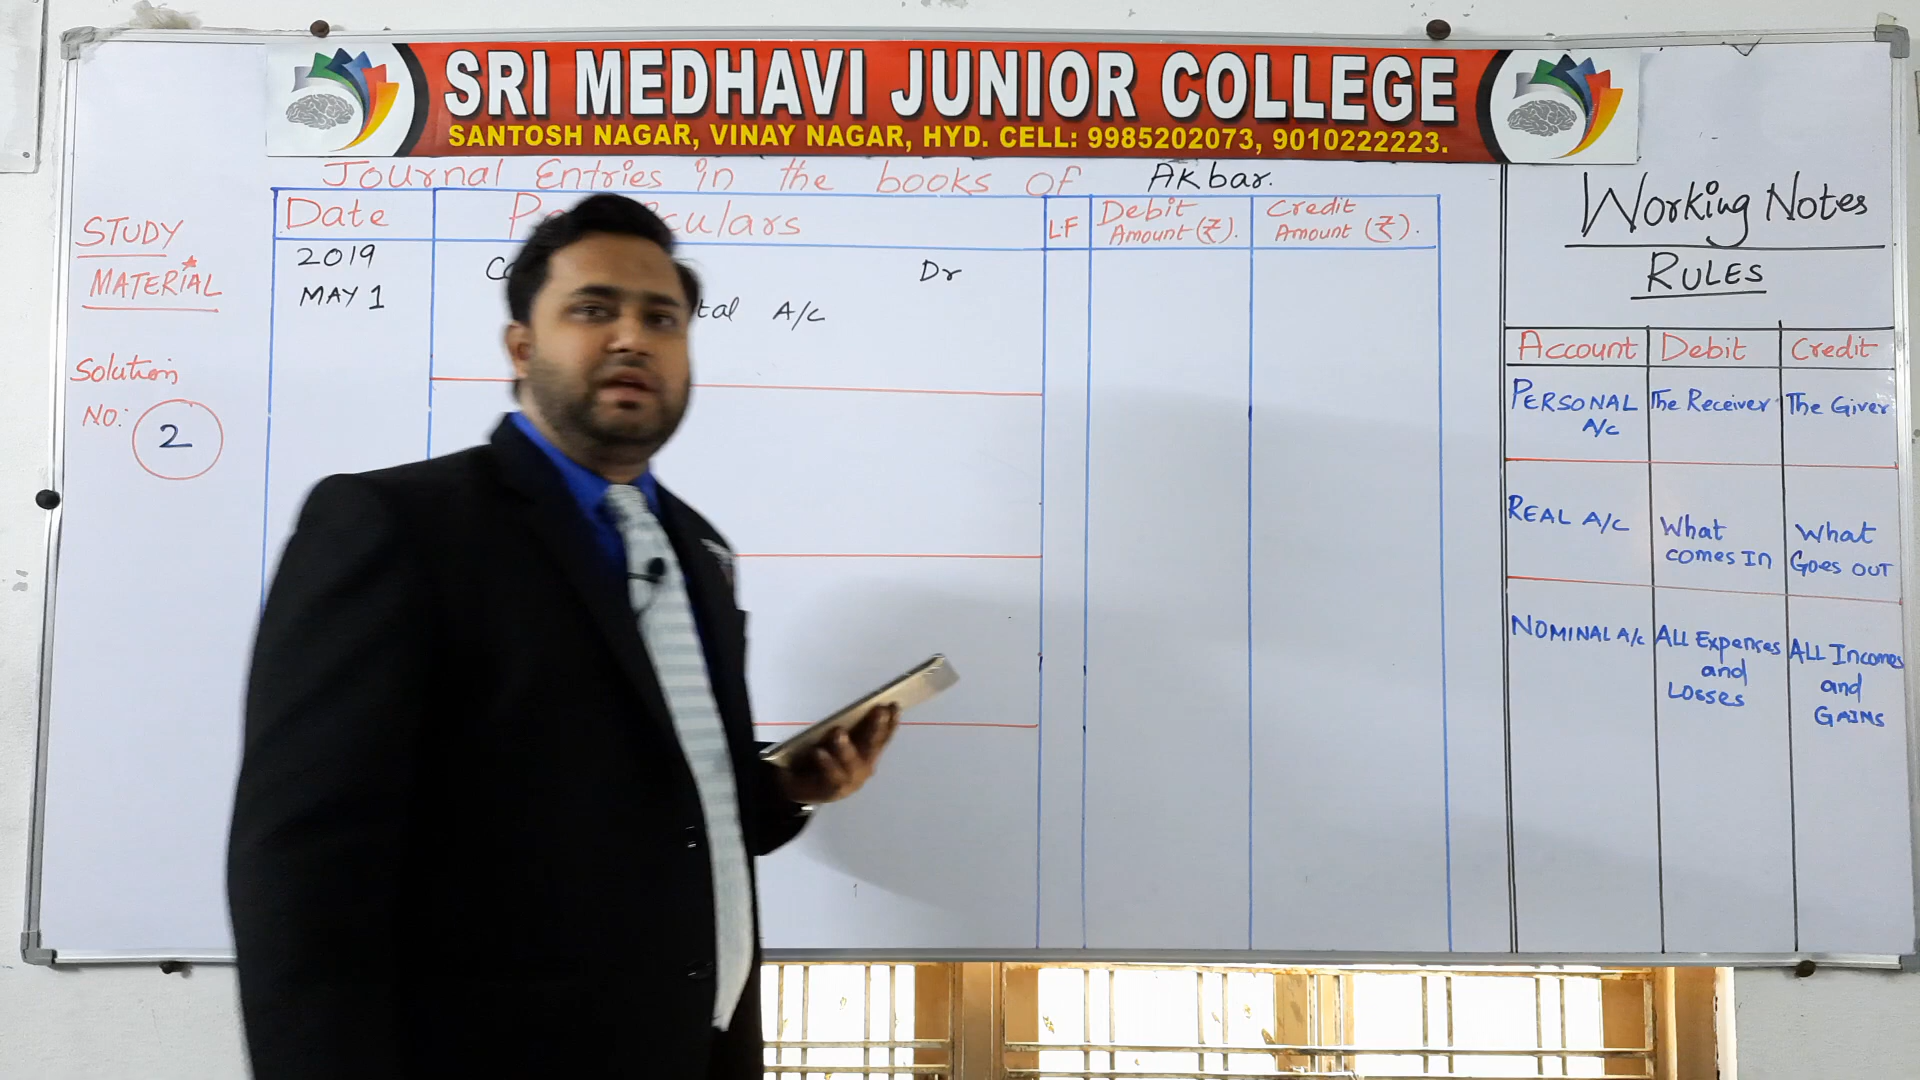 SRI MEDHAVI JUNIOR COLLEGE
SANTOSH NAGAR, VINAY NAGAR, HYD. CELL: 9985202073, 9010222223.
Journal Entries in the books of Akbar.
STUDY
MATERIAL
Solution
NO: 2
Date LF Debit Amount (₹). Credit Amount (₹).
2019 Dr
MAY 1 A/c
Working Notes
RULES
Account Debit Credit
PERSONAL A/c The Receiver The Giver
REAL A/c What comes In What Goes OUT
NOMINAL A/c ALL Expenses and Losses ALL Incomes and GAINS